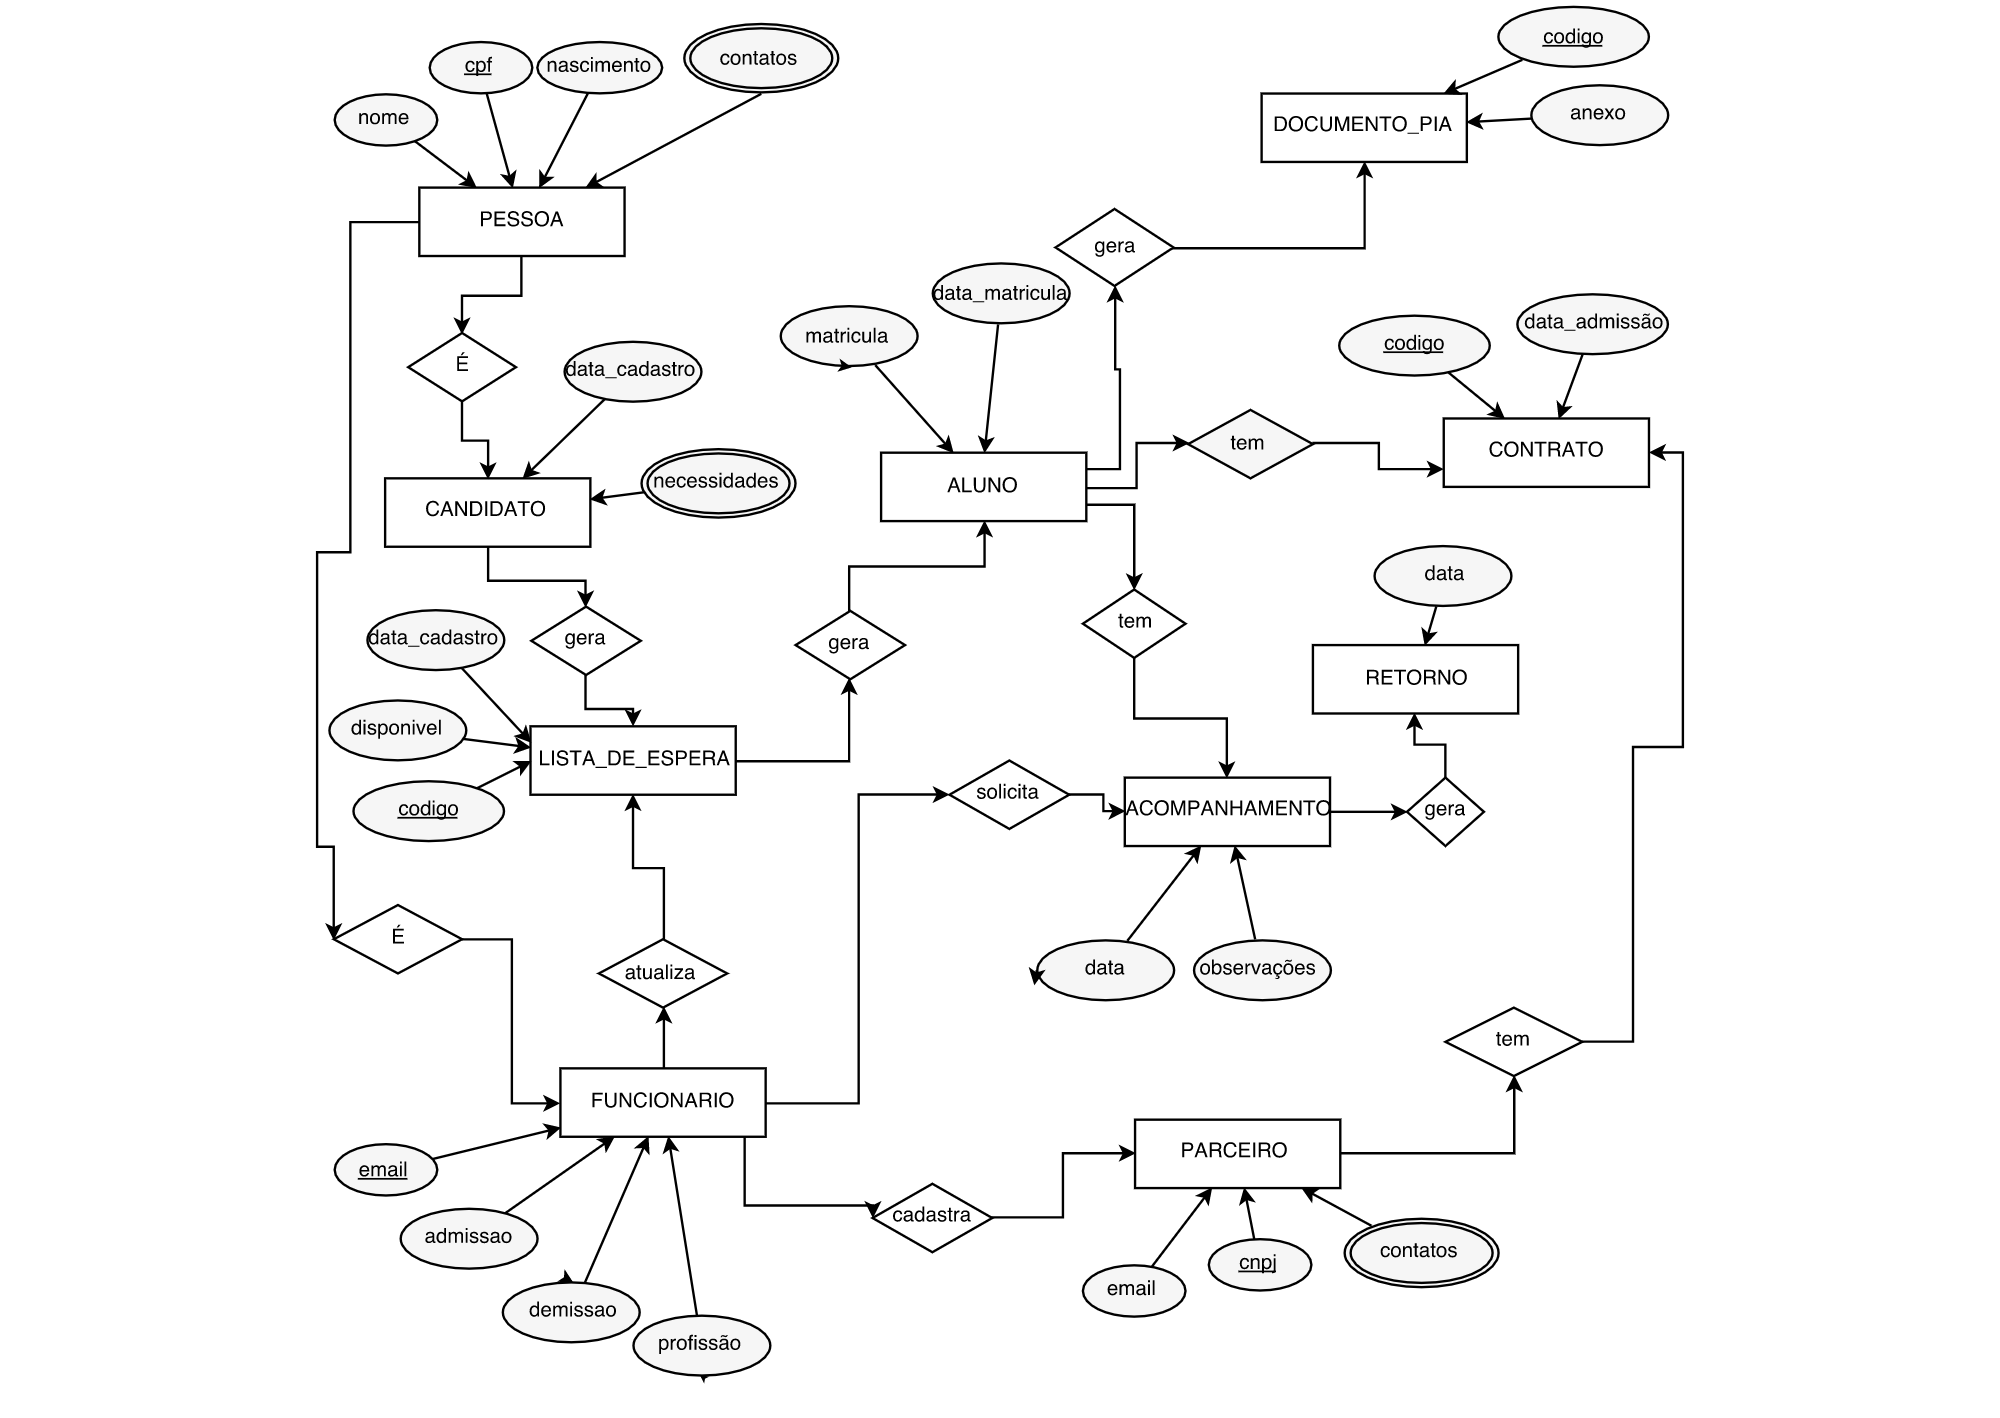 codigo
contatos
cpf
nascimento
anexo
nome
DOCUMENTO_PIA
PESSOA
gera
data_matricula
data_admissão
matricula
codigo
É
data_cadastro
tem
CONTRATO
necessidades
ALUNO
CANDIDATO
data
tem
data_cadastro
gera
gera
RETORNO
disponivel
LISTA_DE_ESPERA
solicita
codigo
ACOMPANHAMENTO
gera
É
atualiza
data
observações
tem
FUNCIONARIO
PARCEIRO
email
cadastra
admissao
contatos
cnpj
email
demissao
profissão